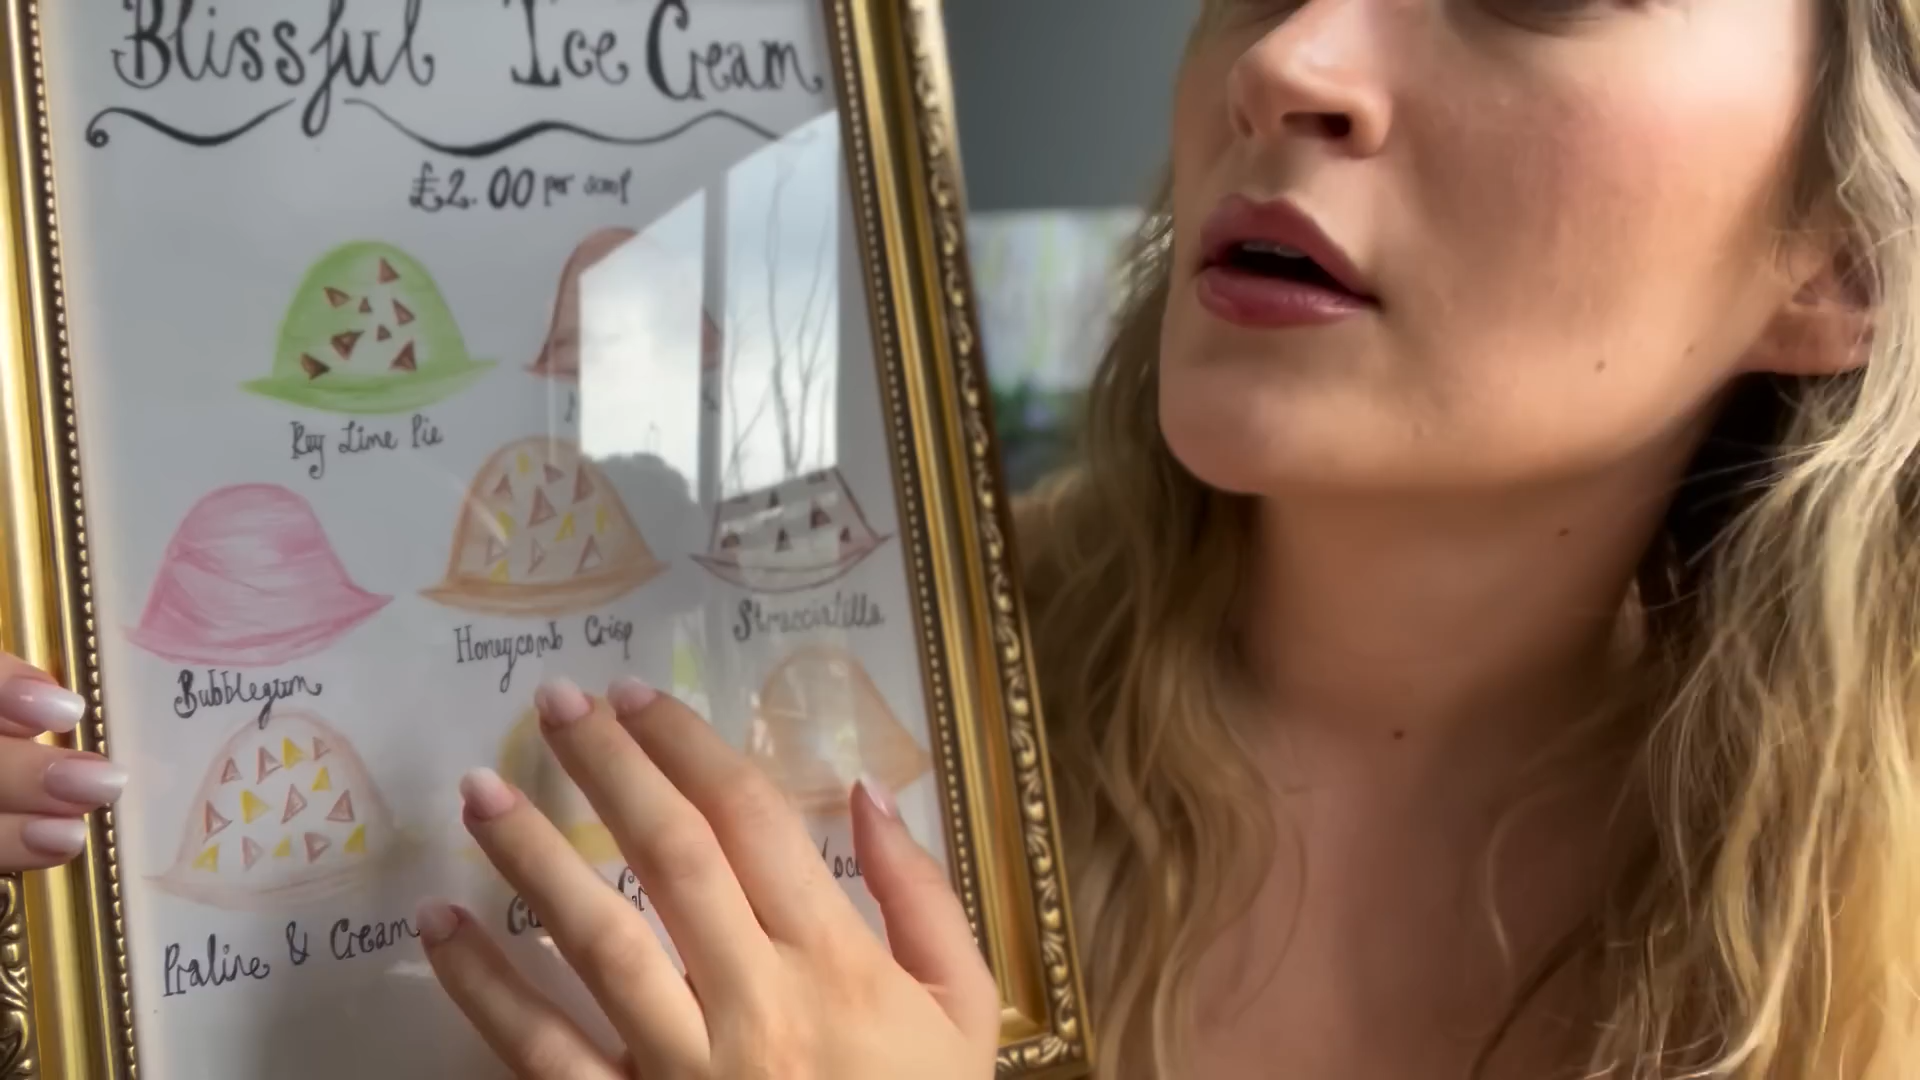 Blissful Ice Cream
£2.00 per scoop
Key Lime Pie
Honeycomb Crisp
Stracciatella
Bubblegum
Praline & Cream